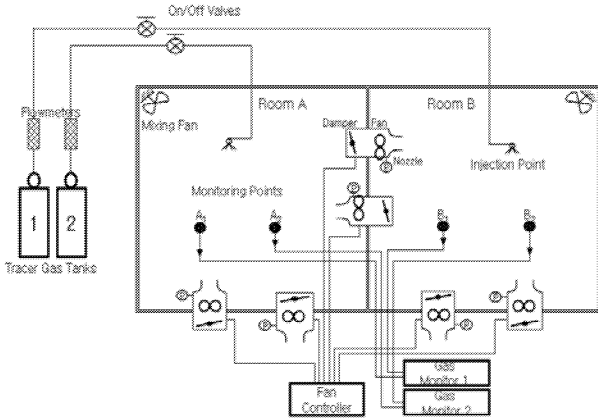 On/Off Valves
Flowmeters
Room A
Room B
Mixing Fan
Damper
Fan
P
Nozzle
Injection Point
Monitoring Points
P
A₁
A₂
B₁
B₂
1
2
Tracer Gas Tanks
P
P
P
P
Fan
Controller
Gas
Monitor 1
Gas
Monitor 2